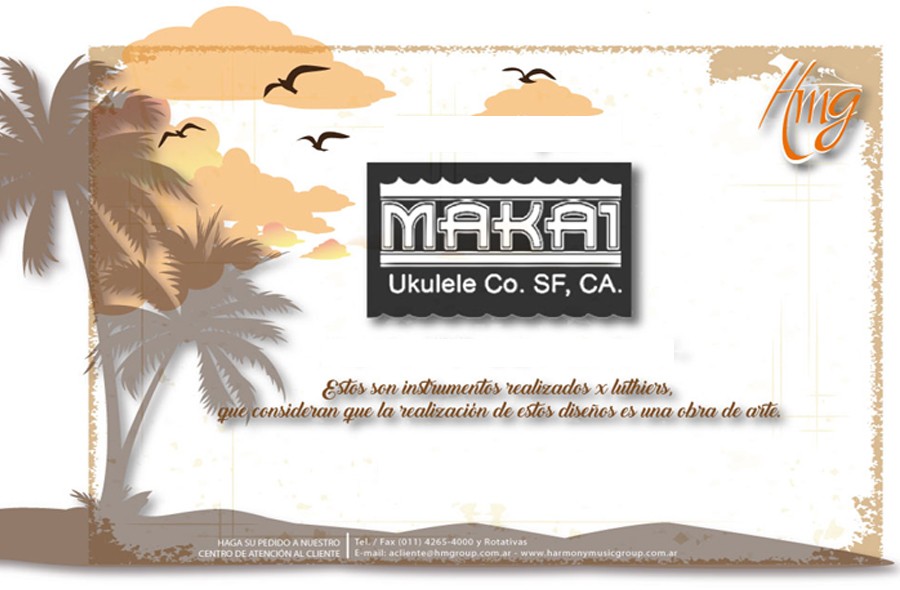 Hmg
MAKAI
Ukulele Co. SF, CA.
Estos son instrumentos realizados x luthiers,
que consideran que la realización de estos diseños es una obra de arte.
HAGA SU PEDIDO A NUESTRO
CENTRO DE ATENCIÓN AL CLIENTE
Tel. / Fax (011) 4265-4000 y Rotativas
E-mail: acliente@hmgroup.com.ar - www.harmonymusicgroup.com.ar